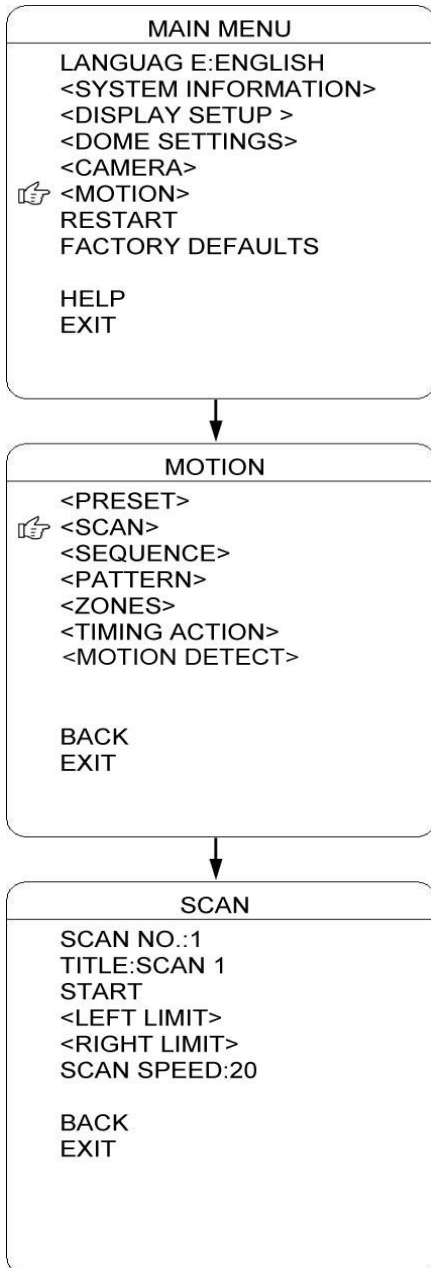 MAIN MENU
LANGUAG E:ENGLISH
<SYSTEM INFORMATION>
<DISPLAY SETUP >
<DOME SETTINGS>
<CAMERA>
<MOTION>
RESTART
FACTORY DEFAULTS
HELP
EXIT
MOTION
<PRESET>
<SCAN>
<SEQUENCE>
<PATTERN>
<ZONES>
<TIMING ACTION>
<MOTION DETECT>
BACK
EXIT
SCAN
SCAN NO.:1
TITLE:SCAN 1
START
<LEFT LIMIT>
<RIGHT LIMIT>
SCAN SPEED:20
BACK
EXIT